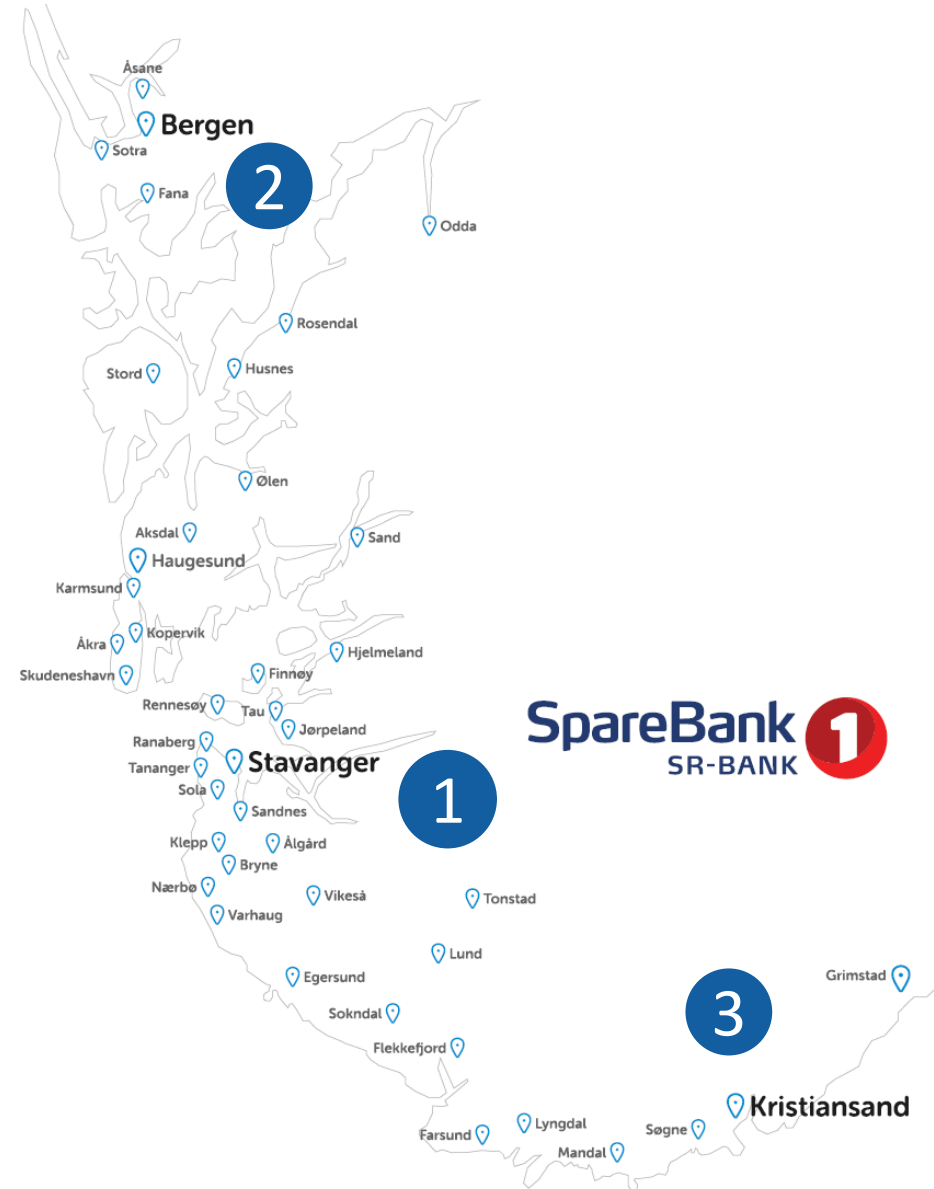 Åsane
Bergen
Sotra
2
Fana
Odda
Rosendal
Stord
Husnes
Ølen
Aksdal
Sand
Haugesund
Karmsund
Kopervik
Åkra
Hjelmeland
Skudeneshavn
Finnøy
Rennesøy
Tau
Jørpeland
SpareBank 1
SR-BANK
Ranaberg
Stavanger
Tananger
Sola
1
Sandnes
Klepp
Ålgård
Bryne
Nærbø
Vikeså
Tonstad
Varhaug
Lund
Egersund
Grimstad
Sokndal
3
Flekkefjord
Kristiansand
Lyngdal
Søgne
Farsund
Mandal